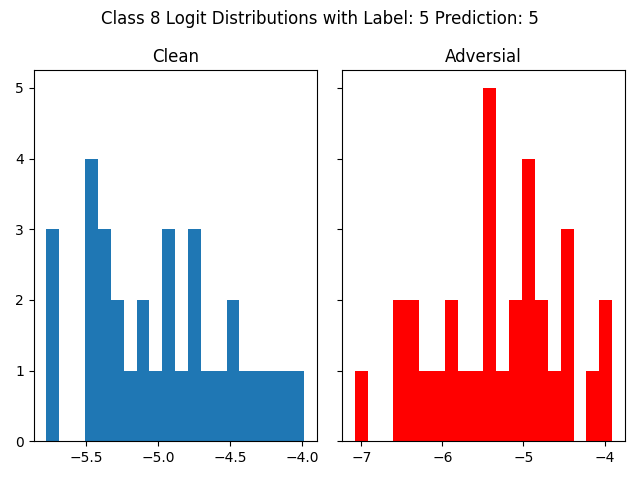 Class 8 Logit Distributions with Label: 5 Prediction: 5
Clean
Adversial
5
4
3
2
1
0
−5.5 −5.0 −4.5 −4.0
−7 −6 −5 −4